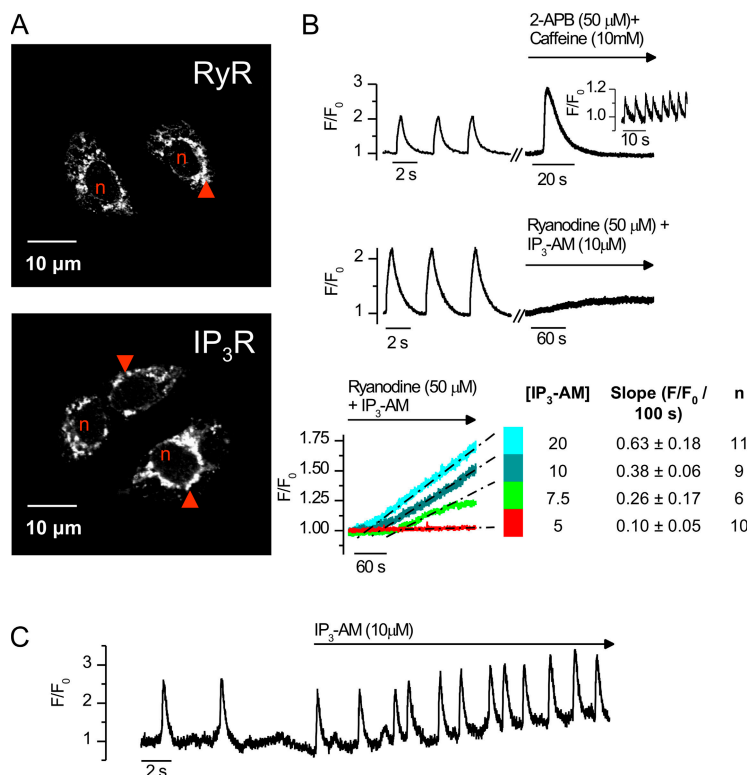 A
RyR
n
n
10 µm
IP3R
n
n
10 µm
B
2-APB (50 µM)+
Caffeine (10mM)
3
2
1
F/F0
2 s
20 s
1.2
1.0
F/F0
10 s
Ryanodine (50 µM) +
IP3-AM (10µM)
2
1
F/F0
2 s
60 s
Ryanodine (50 µM)
+ IP3-AM
1.75
1.50
1.25
1.00
F/F0
60 s
[IP3-AM] Slope (F/F0 / 100 s) n
20 0.63 ± 0.18 11
10 0.38 ± 0.06 9
7.5 0.26 ± 0.17 6
5 0.10 ± 0.05 10
C
IP3-AM (10µM)
3
2
1
F/F0
2 s